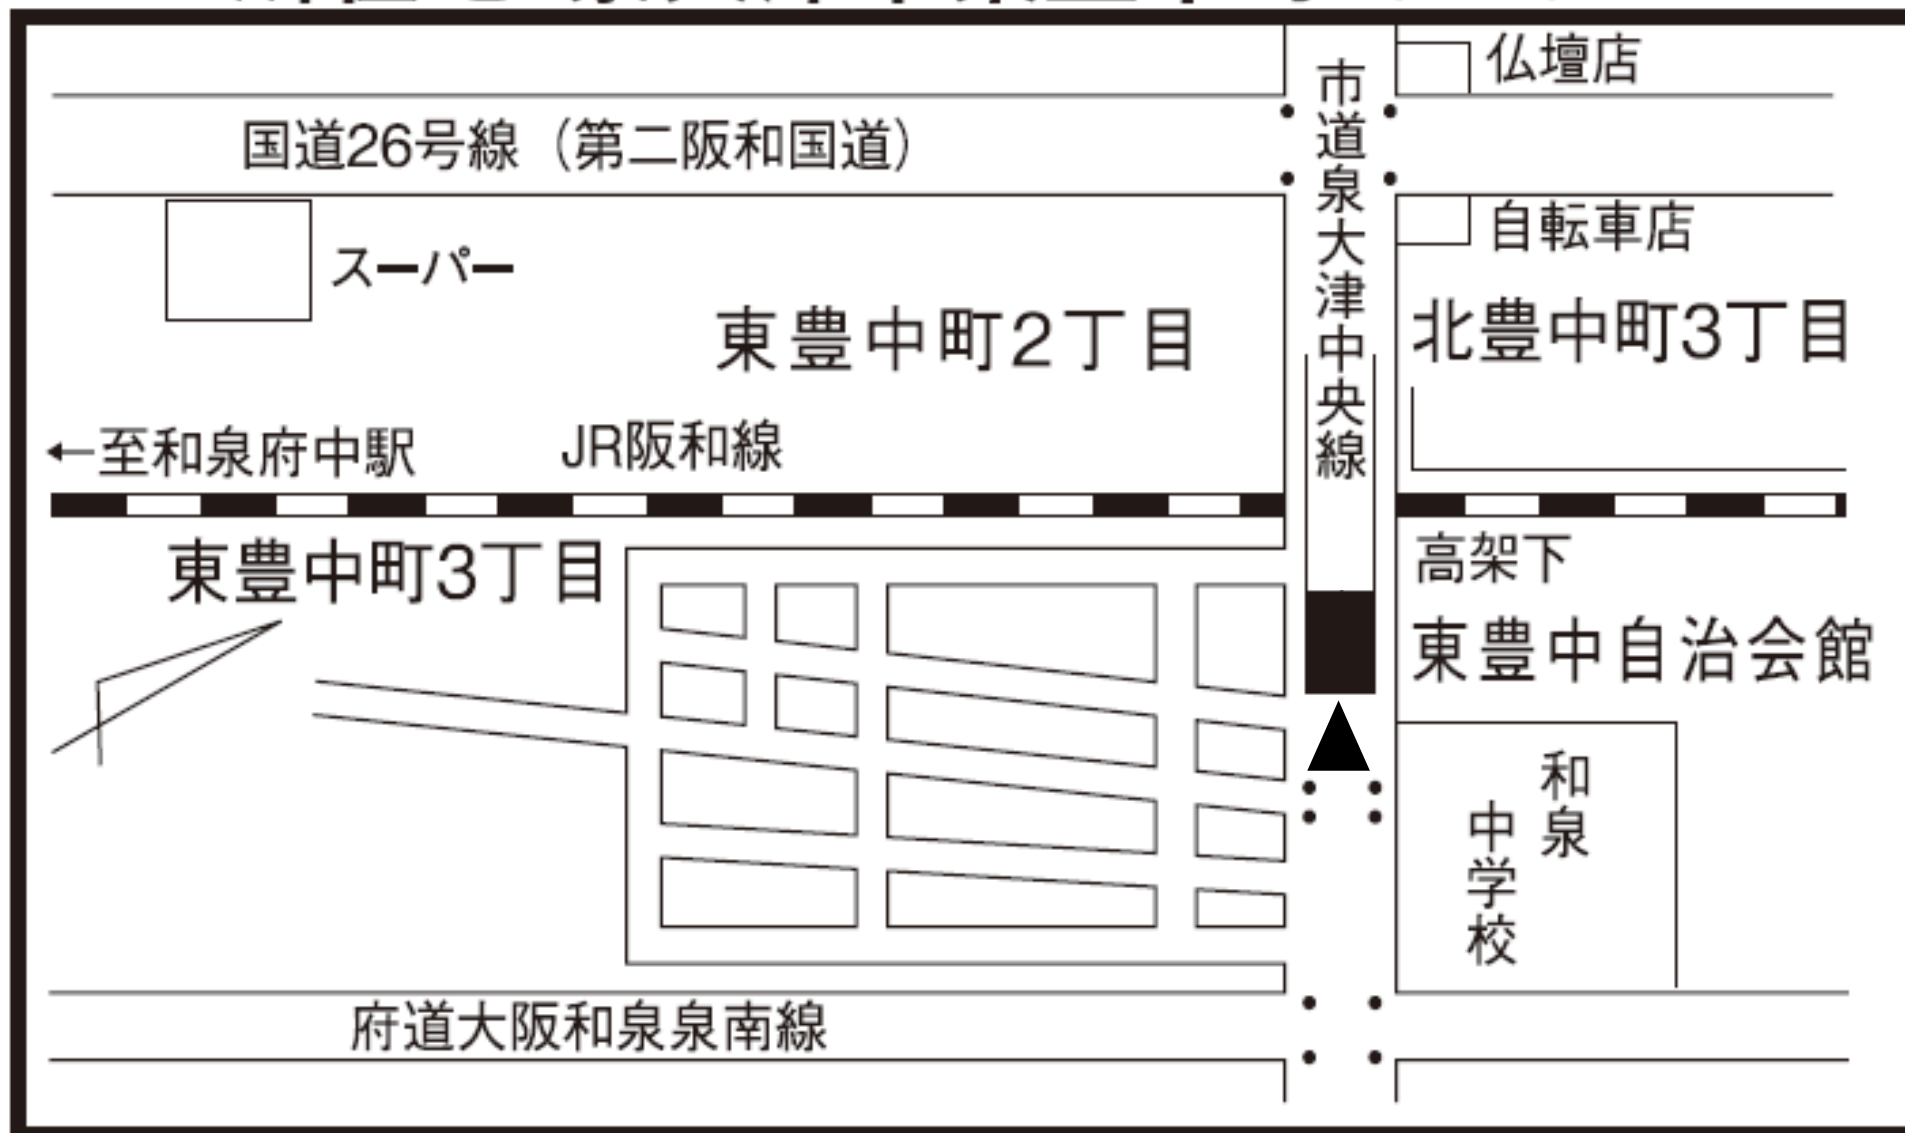 仏壇店
市道泉大津中央線
国道26号線（第二阪和国道）
自転車店
スーパー
東豊中町2丁目
北豊中町3丁目
←至和泉府中駅
JR阪和線
東豊中町3丁目
高架下
東豊中自治会館
和泉
中学校
府道大阪和泉泉南線